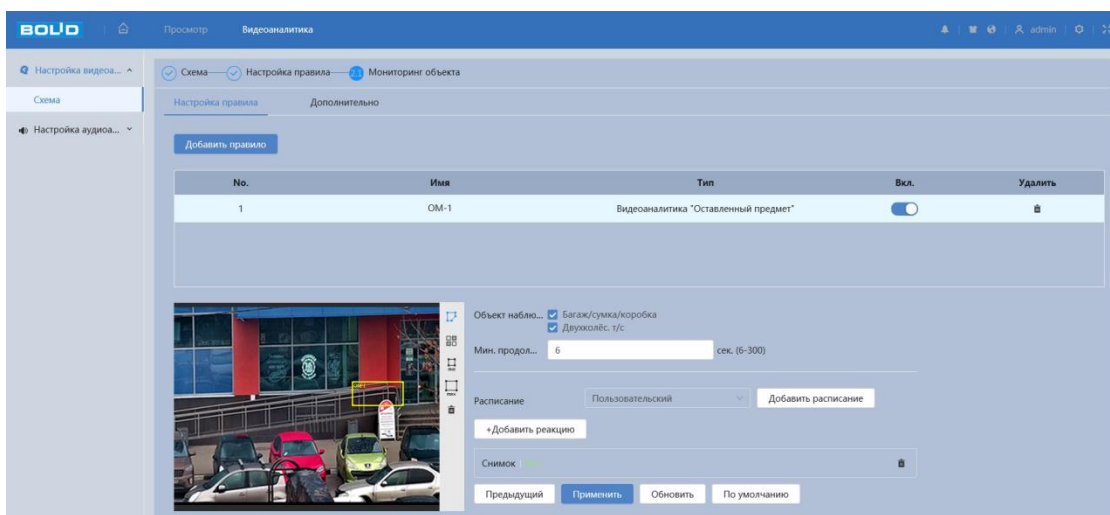 BOLID Просмотр Видеоаналитика admin
Настройка видеоа...
Схема Настройка правила 2.1 Мониторинг объекта
Схема
Настройка правила Дополнительно
Настройка аудиоа...
Добавить правило
No. Имя Тип Вкл. Удалить
1 OM-1 Видеоаналитика "Оставленный предмет"
Объект наблю... Багаж/сумка/коробка
Двухколёс. т/с
Мин. продол... 6 сек. (6-300)
Расписание Пользовательский Добавить расписание
+Добавить реакцию
Снимок
Предыдущий Применить Обновить По умолчанию